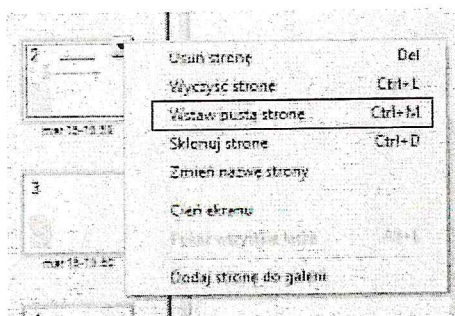 2
Usuń stronę Del
Wyczyść stronę Ctrl+L
Wstaw pustą stronę Ctrl+M
Sklonuj stronę Ctrl+D
Zmień nazwę strony
3
Cień ekranu
Dodaj stronę do galerii